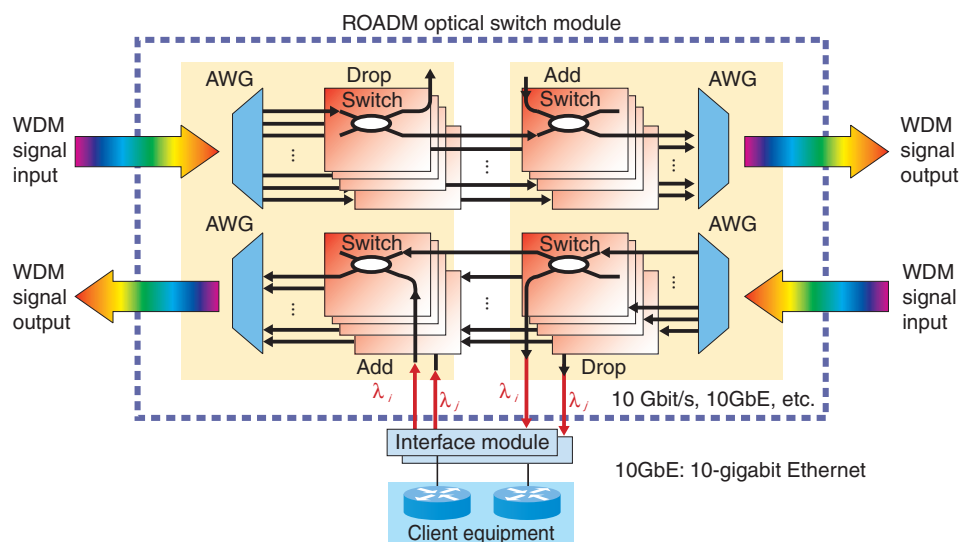 ROADM optical switch module
AWG
Drop
Switch
Add
Switch
AWG
WDM
signal
input
...
...
...
WDM
signal
output
AWG
Switch
Switch
AWG
WDM
signal
output
...
...
...
WDM
signal
input
Add
Drop
λi
λj
λi
λj
10 Gbit/s, 10GbE, etc.
Interface module
10GbE: 10-gigabit Ethernet
Client equipment